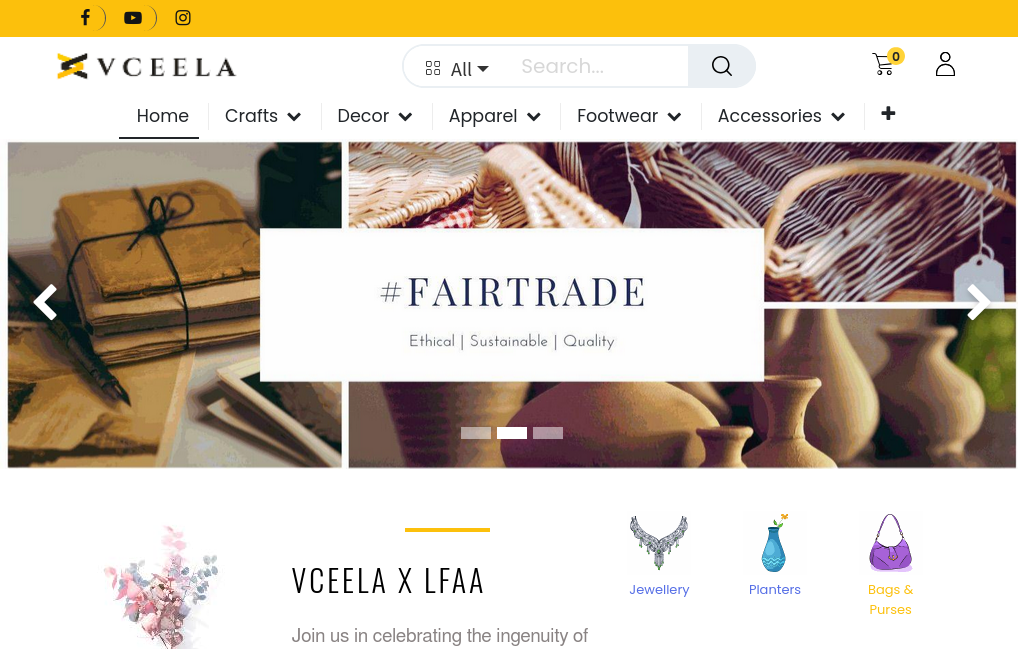 VCEELA
All
Search...
0
Home
Crafts
Decor
Apparel
Footwear
Accessories
#FAIRTRADE
Ethical | Sustainable | Quality
VCEELA X LFAA
Join us in celebrating the ingenuity of
Jewellery
Planters
Bags &
Purses